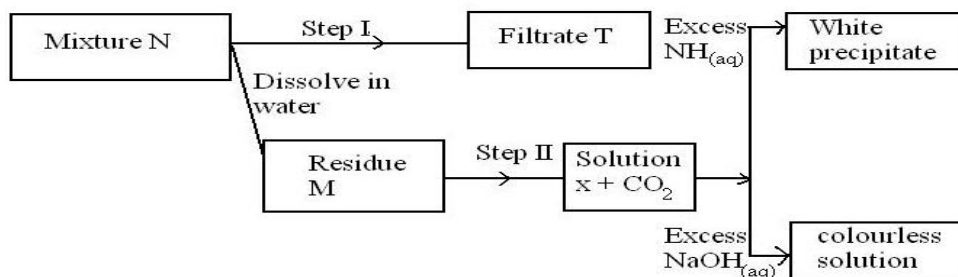 Mixture N
Step I
Filtrate T
Excess
NH(aq)
White
precipitate
Dissolve in
water
Residue
M
Step II
Solution
x + CO2
Excess
NaOH(aq)
colourless
solution